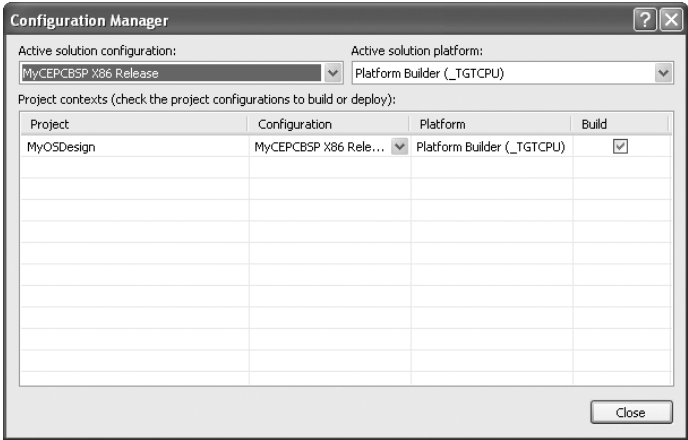 Configuration Manager
Active solution configuration: Active solution platform:
MyCEPCBSP X86 Release Platform Builder (_TGTCPU)
Project contexts (check the project configurations to build or deploy):
Project Configuration Platform Build
MyOSDesign MyCEPCBSP X86 Rele... Platform Builder (_TGTCPU)
Close